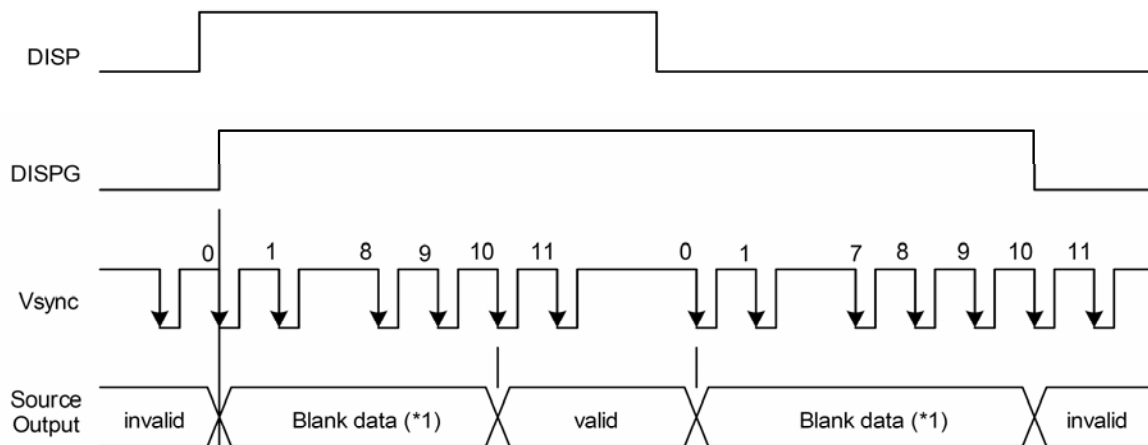 DISP
DISPG
0 1 8 9 10 11 0 1 7 8 9 10 11
Vsync
Source
Output
invalid Blank data (*1) valid Blank data (*1) invalid